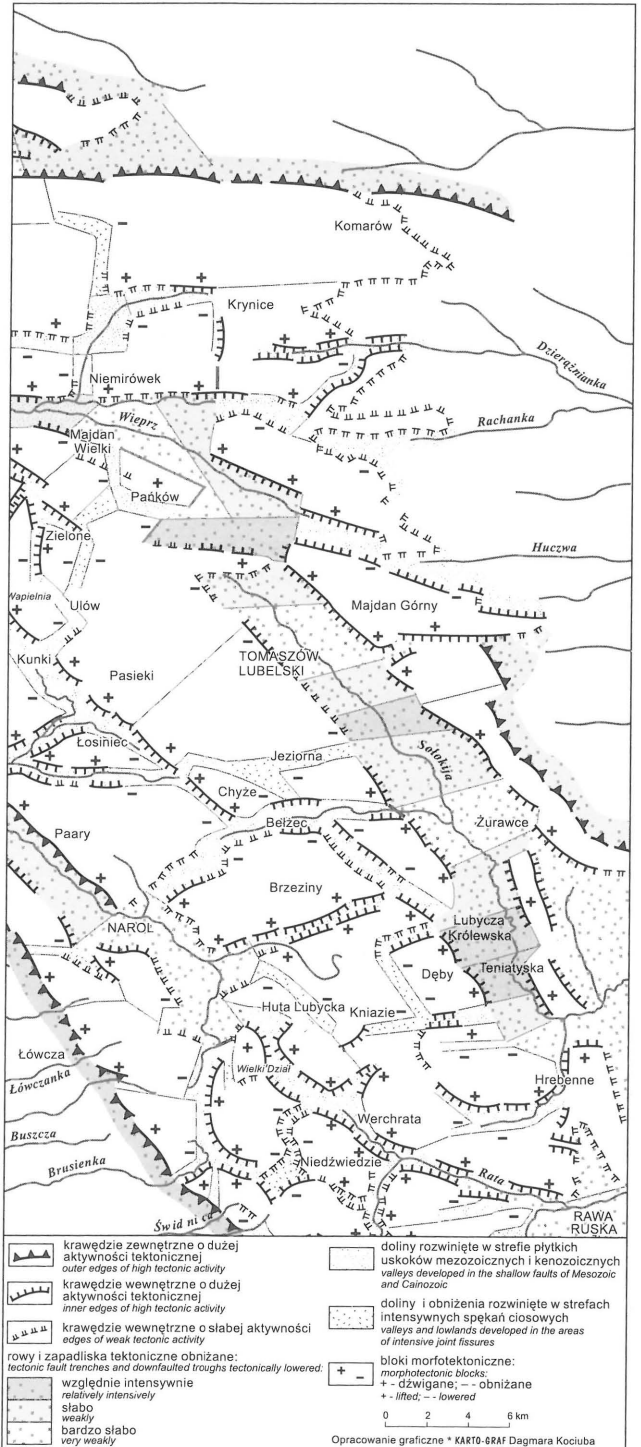 Komarów
Krynice
Dzierążnianka
Niemirówek
Wieprz
Rachanka
Majdan
Wielki
Pańków
Zielone
Huczwa
Wapielnia
Ulów
Majdan Górny
TOMASZÓW
LUBELSKI
Kunki
Pasieki
Łosiniec
Jeziorna
Sołokija
Chyże
Bełżec
Żurawce
Paary
Brzeziny
NAROL
Lubycza
Królewska
Dęby
Teniatyska
Huta Lubycka
Kniazie
Łówcza
Wielki Dział
Hrebenne
Łówczanka
Werchrata
Buszcza
Niedźwiedzie
Brusienka
Rata
Świdnica
RAWA
RUSKA
krawędzie zewnętrzne o dużej
aktywności tektonicznej
outer edges of high tectonic activity
krawędzie wewnętrzne o dużej
aktywności tektonicznej
inner edges of high tectonic activity
krawędzie wewnętrzne o słabej aktywności
edges of weak tectonic activity
rowy i zapadliska tektoniczne obniżane:
tectonic fault trenches and downfaulted troughs tectonically lowered:
względnie intensywnie
relatively intensively
słabo
weakly
bardzo słabo
very weakly
doliny rozwinięte w strefie płytkich
uskoków mezozoicznych i kenozoicznych
valleys developed in the shallow faults of Mesozoic
and Cainozoic
doliny i obniżenia rozwinięte w strefach
intensywnych spękań ciosowych
valleys and lowlands developed in the areas
of intensive joint fissures
bloki morfotektoniczne:
morphotectonic blocks:
+ - dźwigane; – - obniżane
+ - lifted; – - lowered
0 2 4 6 km
Opracowanie graficzne * KARTO-GRAF Dagmara Kociuba